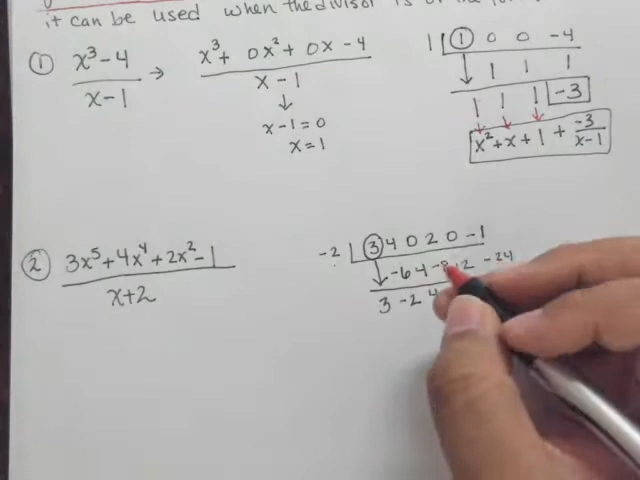 it can be used when the divisor is of the
① x³-4 / x-1 → x³+ 0x²+ 0x -4 / x-1
↓
x-1=0
x=1
1 | 1 0 0 -4
↓ 1 1 1
1 1 1 -3
x²+x+1 + -3/x-1
② 3x⁵+4x⁴+2x²-1 / x+2
-2 | 3 4 0 2 0 -1
↓ -6 4 -8 12 -24
3 -2 4